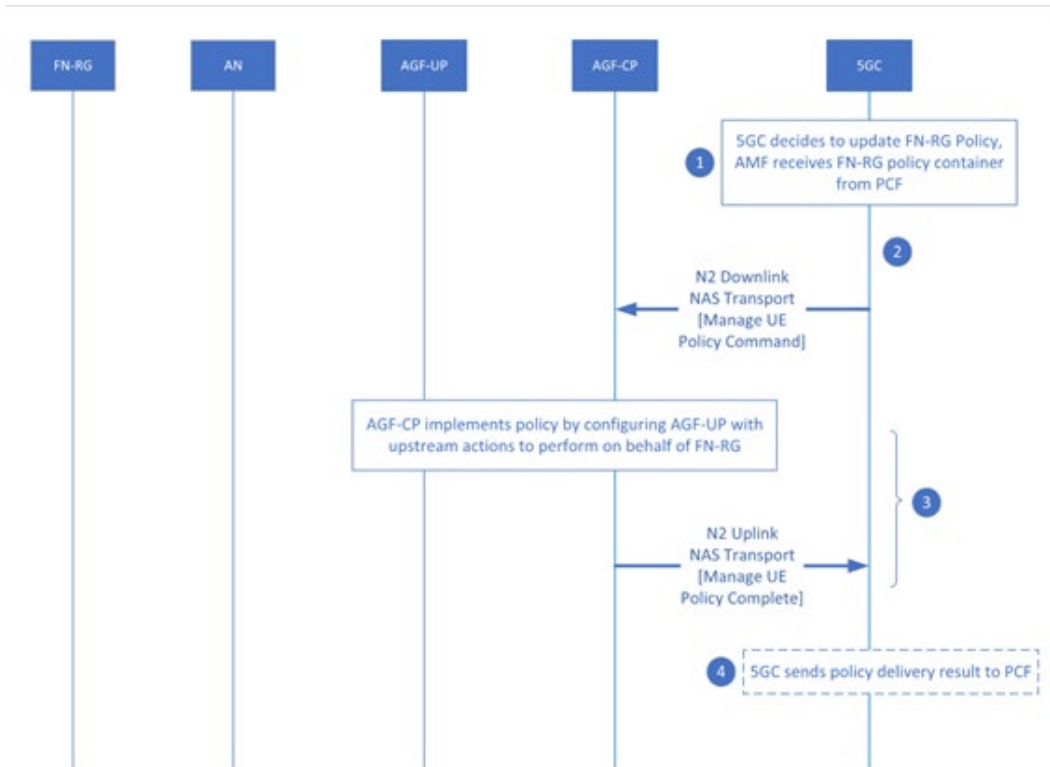 FN-RG
AN
AGF-UP
AGF-CP
5GC
1
5GC decides to update FN-RG Policy,
AMF receives FN-RG policy container
from PCF
2
N2 Downlink
NAS Transport
[Manage UE
Policy Command]
AGF-CP implements policy by configuring AGF-UP with
upstream actions to perform on behalf of FN-RG
3
N2 Uplink
NAS Transport
[Manage UE
Policy Complete]
4
5GC sends policy delivery result to PCF